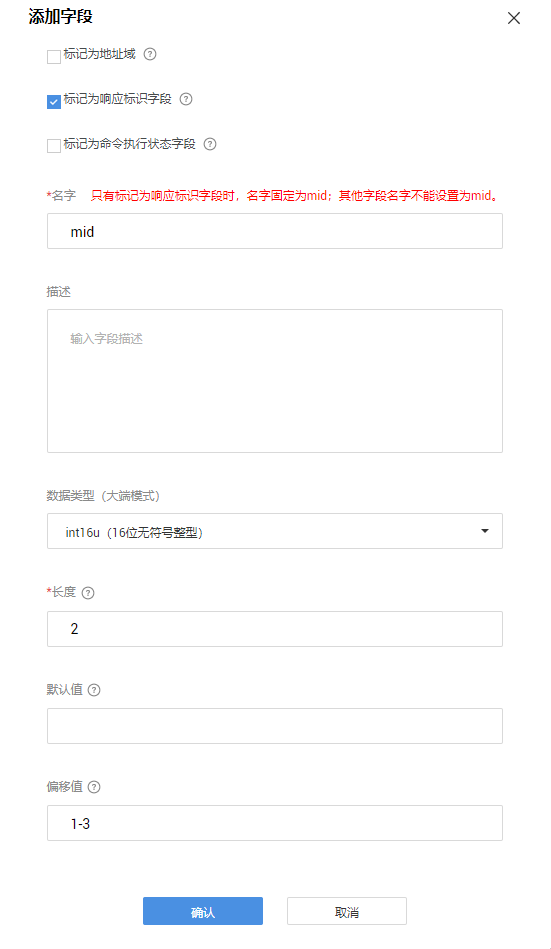 添加字段
标记为地址域 ?
标记为响应标识字段 ?
标记为命令执行状态字段 ?
*名字 只有标记为响应标识字段时，名字固定为mid；其他字段名字不能设置为mid。
mid
描述
输入字段描述
数据类型（大端模式）
int16u（16位无符号整型）
*长度 ?
2
默认值 ?
偏移值 ?
1-3
确认 取消